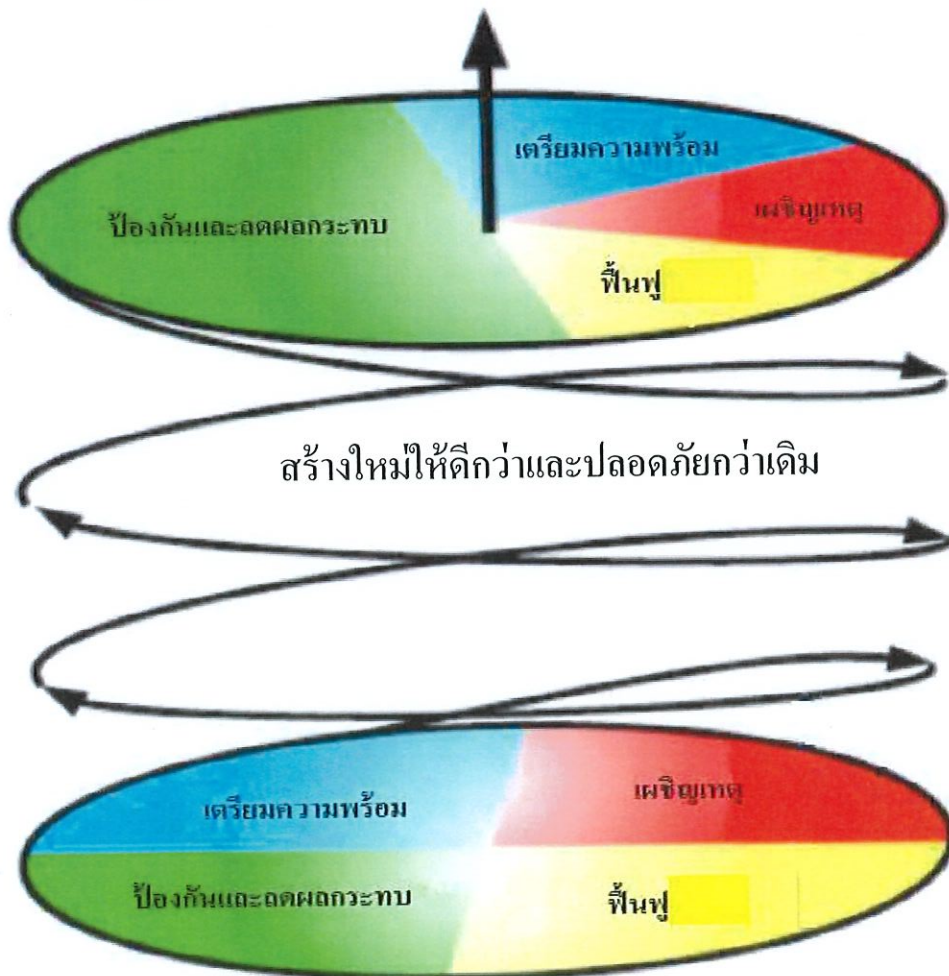 เตรียมความพร้อม
เผชิญเหตุ
ป้องกันและลดผลกระทบ
ฟื้นฟู
สร้างใหม่ให้ดีกว่าและปลอดภัยกว่าเดิม
เผชิญเหตุ
เตรียมความพร้อม
ป้องกันและลดผลกระทบ
ฟื้นฟู